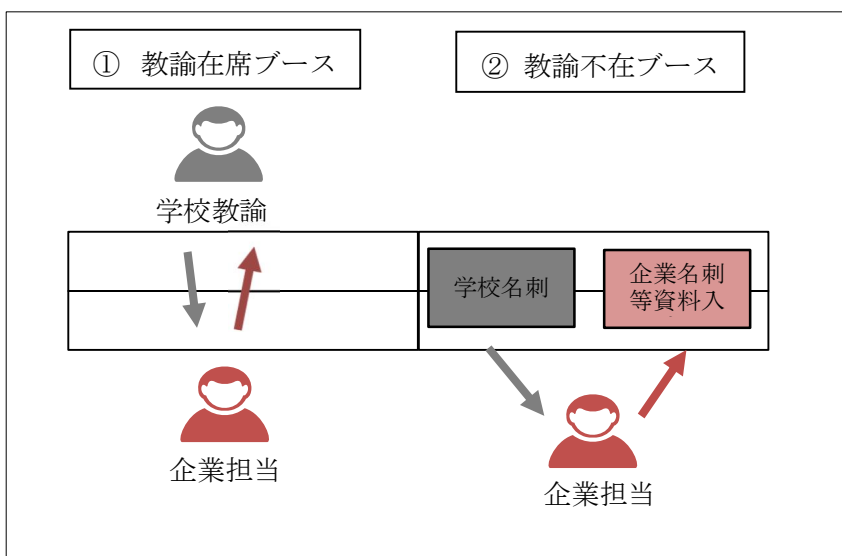 ① 教諭在席ブース
② 教諭不在ブース
学校教諭
学校名刺
企業名刺
等資料入
企業担当
企業担当